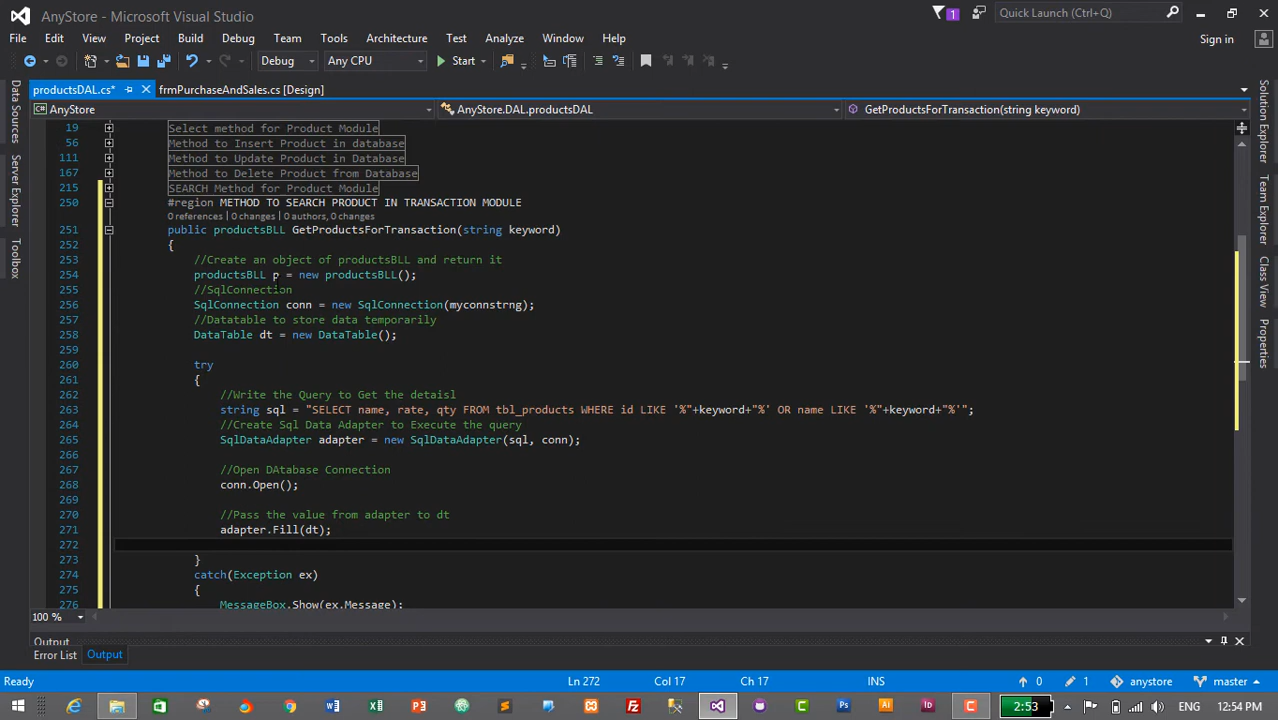 AnyStore - Microsoft Visual Studio
1
Quick Launch (Ctrl+Q)
File Edit View Project Build Debug Team Tools Architecture Test Analyze Window Help
Sign in
Debug Any CPU Start
productsDAL.cs* frmPurchaseAndSales.cs [Design]
AnyStore AnyStore.DAL.productsDAL GetProductsForTransaction(string keyword)
Data Sources
Server Explorer
Toolbox
19 Select method for Product Module
56 Method to Insert Product in database
111 Method to Update Product in Database
167 Method to Delete Product from Database
215 SEARCH Method for Product Module
250 #region METHOD TO SEARCH PRODUCT IN TRANSACTION MODULE
0 references | 0 changes | 0 authors, 0 changes
251 public productsBLL GetProductsForTransaction(string keyword)
252 {
253 //Create an object of productsBLL and return it
254 productsBLL p = new productsBLL();
255 //SqlConnection
256 SqlConnection conn = new SqlConnection(myconnstrng);
257 //Datatable to store data temporarily
258 DataTable dt = new DataTable();
259
260 try
261 {
262 //Write the Query to Get the detaisl
263 string sql = "SELECT name, rate, qty FROM tbl_products WHERE id LIKE '%"+keyword+"%' OR name LIKE '%"+keyword+"%'";
264 //Create Sql Data Adapter to Execute the query
265 SqlDataAdapter adapter = new SqlDataAdapter(sql, conn);
266
267 //Open DAtabase Connection
268 conn.Open();
269
270 //Pass the value from adapter to dt
271 adapter.Fill(dt);
272
273 }
274 catch(Exception ex)
275 {
276 MessageBox.Show(ex.Message);
Solution Explorer
Team Explorer
Class View
Properties
100 %
Output
Error List Output
Ready Ln 272 Col 17 Ch 17 INS 0 1 anystore master
2:53 ENG 12:54 PM